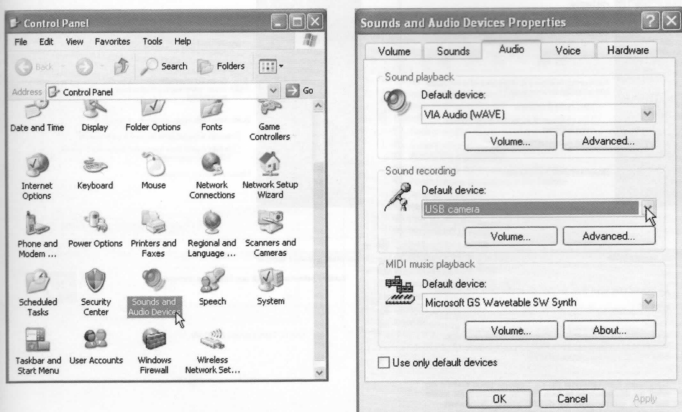 Control Panel
File Edit View Favorites Tools Help
Back Search Folders
Address Control Panel Go
Date and Time Display Folder Options Fonts Game Controllers
Internet Options Keyboard Mouse Network Connections Network Setup Wizard
Phone and Modem ... Power Options Printers and Faxes Regional and Language ... Scanners and Cameras
Scheduled Tasks Security Center Sounds and Audio Devices Speech System
Taskbar and Start Menu User Accounts Windows Firewall Wireless Network Set...
Sounds and Audio Devices Properties
Volume Sounds Audio Voice Hardware
Sound playback
Default device:
VIA Audio (WAVE)
Volume... Advanced...
Sound recording
Default device:
USB camera
Volume... Advanced...
MIDI music playback
Default device:
Microsoft GS Wavetable SW Synth
Volume... About...
Use only default devices
OK Cancel Apply